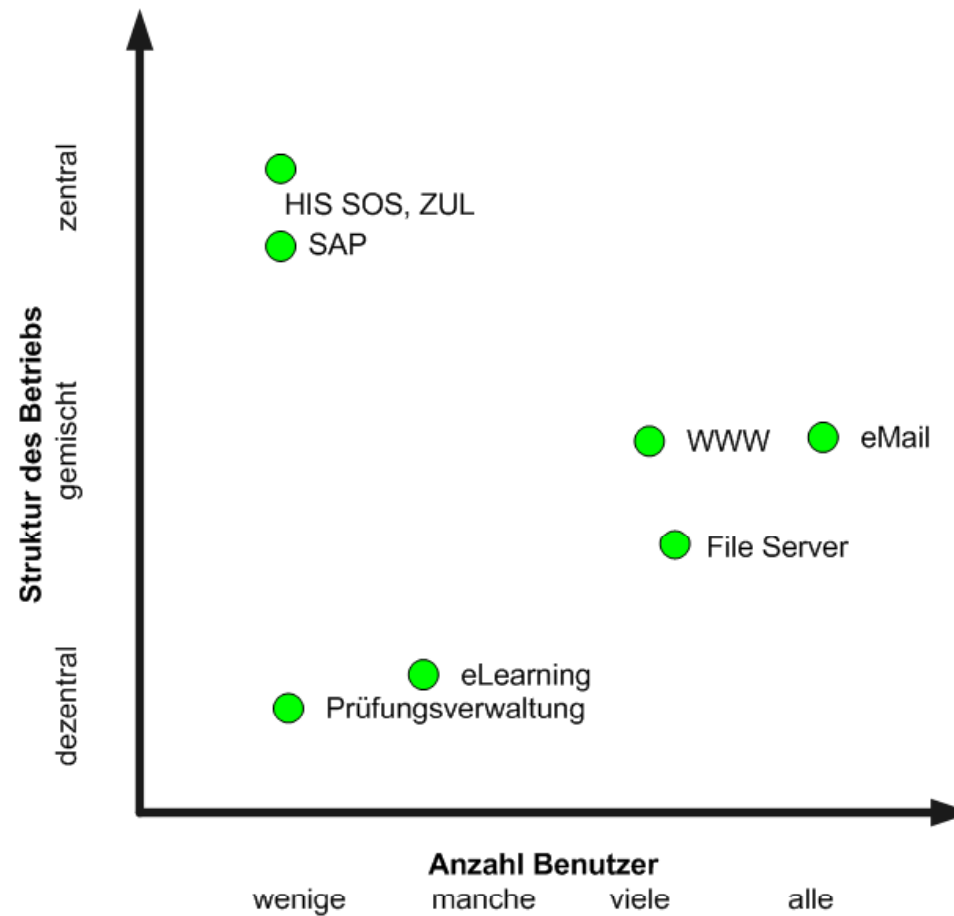 zentral
HIS SOS, ZUL
SAP
Struktur des Betriebs
gemischt
WWW
eMail
File Server
dezentral
eLearning
Prüfungsverwaltung
Anzahl Benutzer
wenige manche viele alle